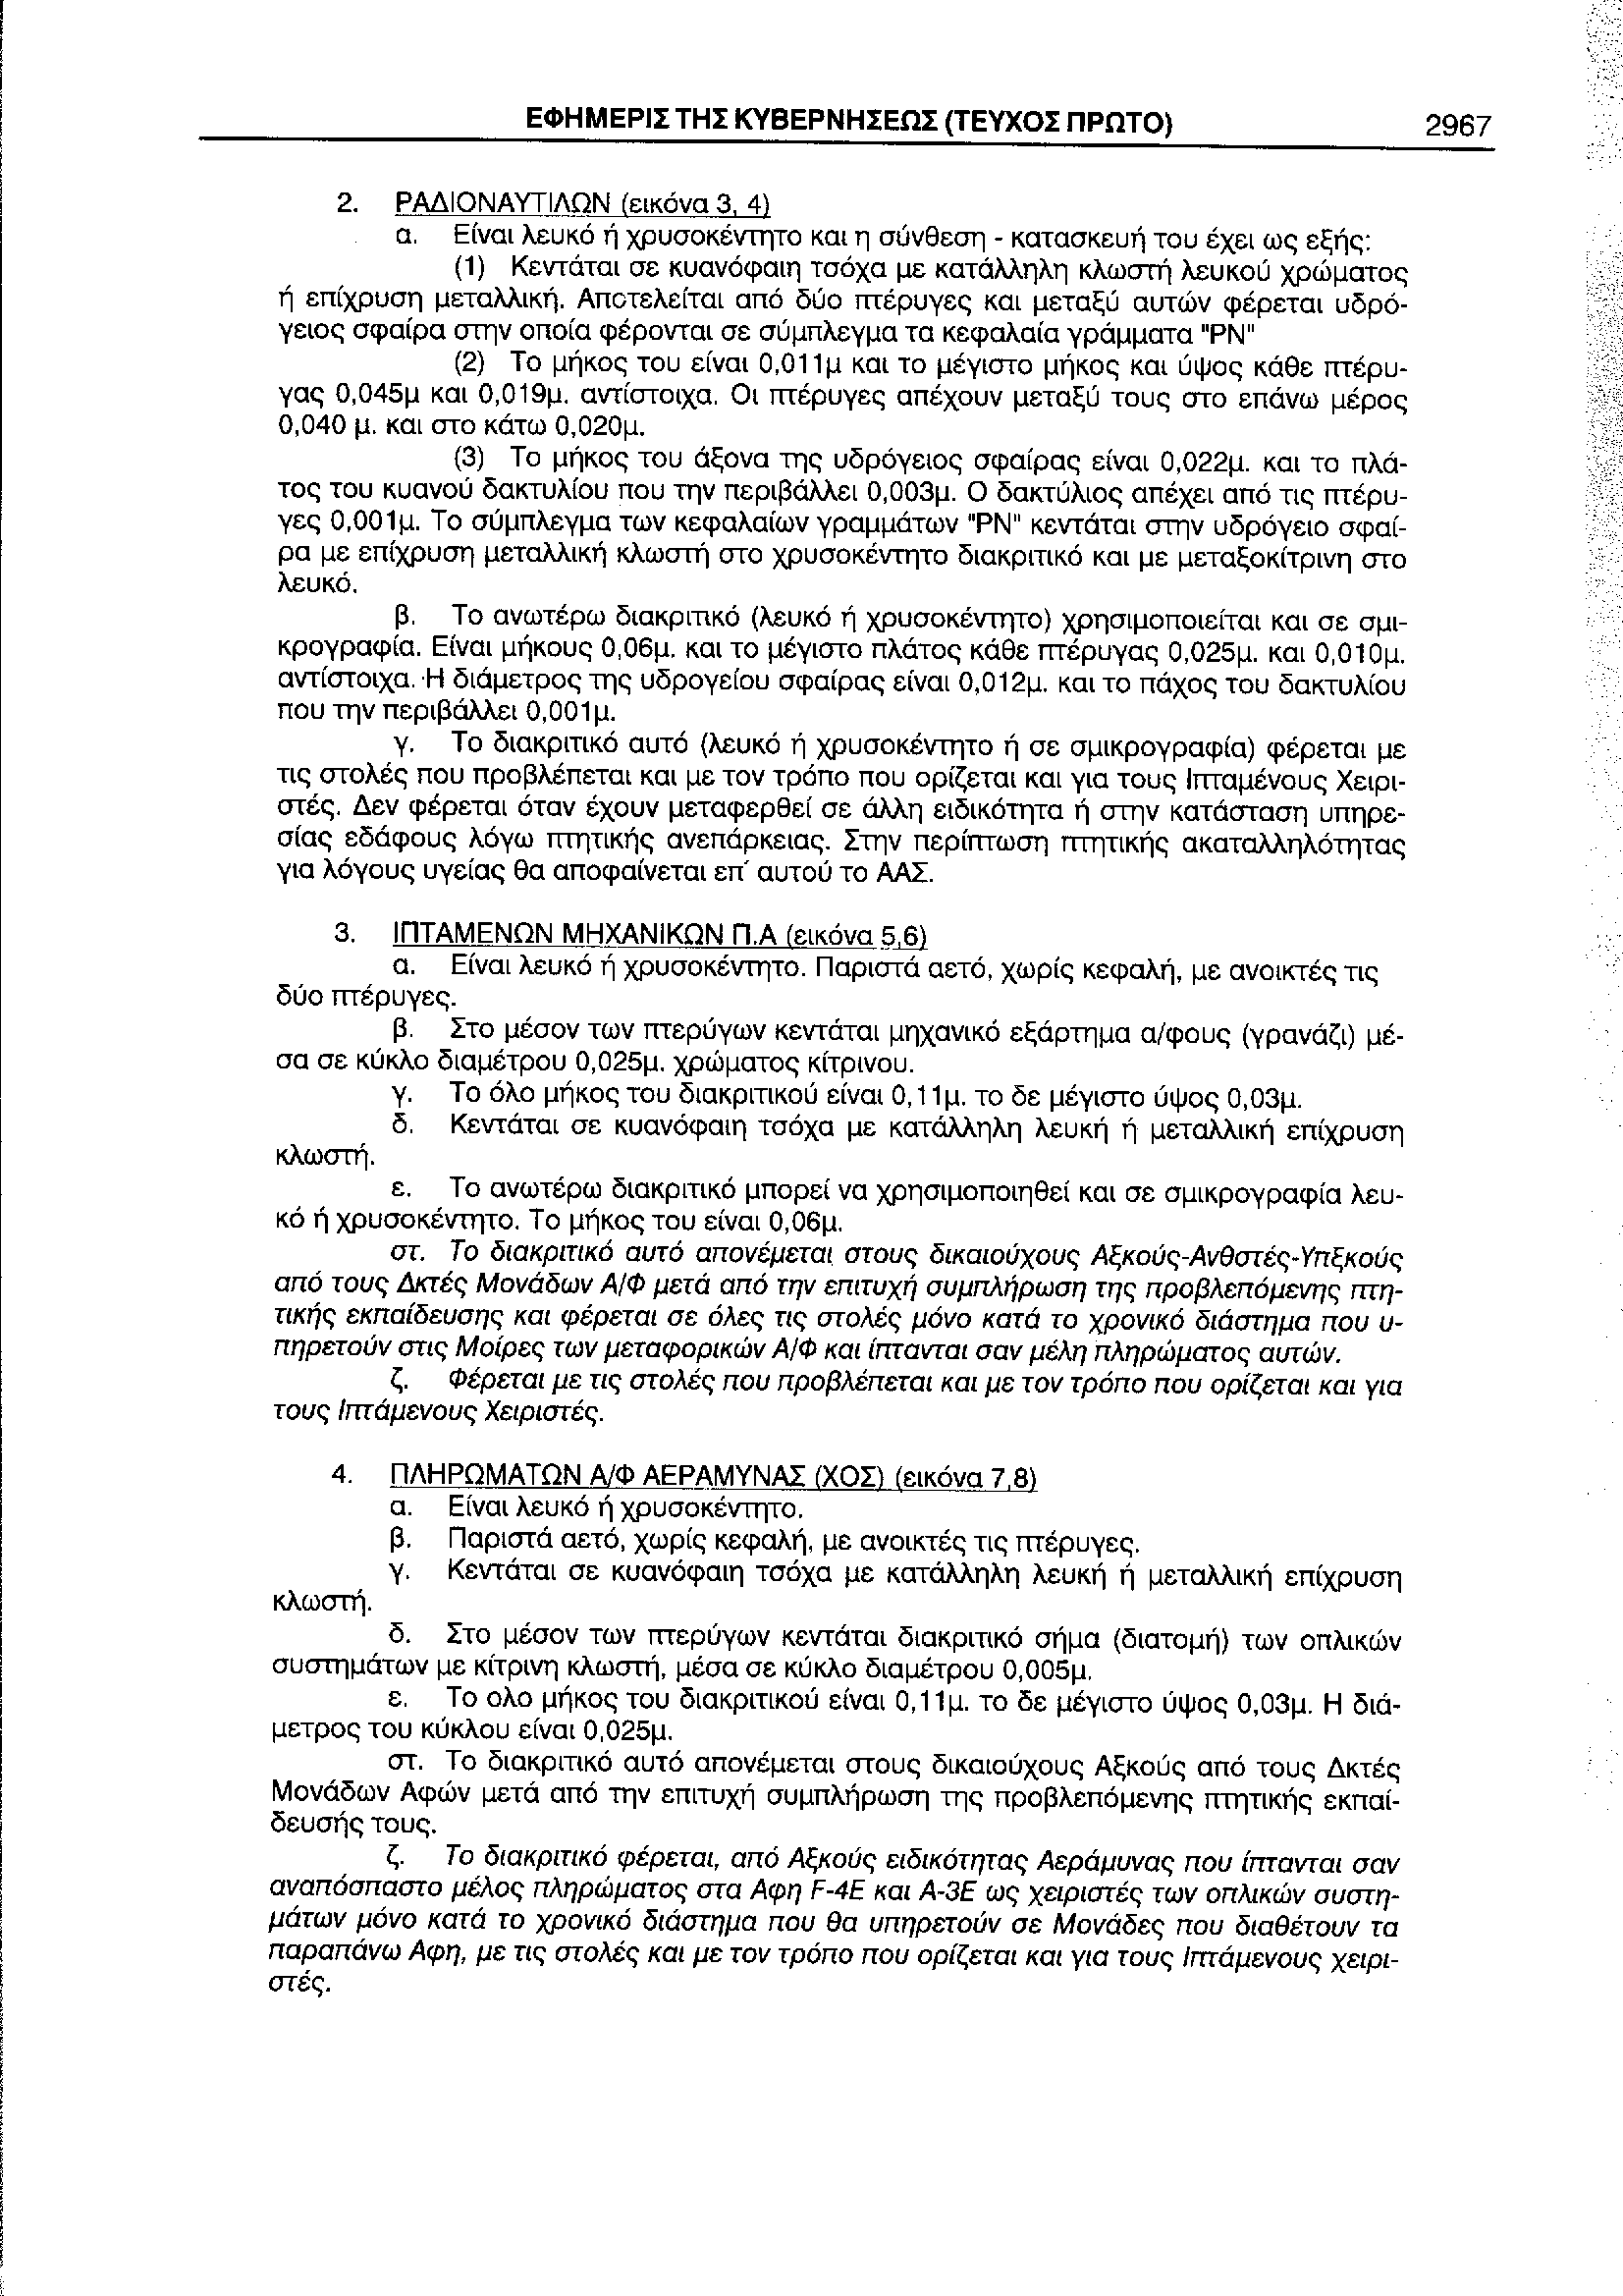 ΕΦΗΜΕΡΙΣ ΤΗΣ ΚΥΒΕΡΝΗΣΕΩΣ (ΤΕΥΧΟΣ ΠΡΩΤΟ) 2967
2. ΡΑΔΙΟΝΑΥΤΙΛΩΝ (εικόνα 3, 4)
α. Είναι λευκό ή χρυσοκέντητο και η σύνθεση - κατασκευή του έχει ως εξής:
(1) Κεντάται σε κυανόφαιη τσόχα με κατάλληλη κλωστή λευκού χρώματος
ή επίχρυση μεταλλική. Αποτελείται από δύο πτέρυγες και μεταξύ αυτών φέρεται υδρό-
γειος σφαίρα στην οποία φέρονται σε σύμπλεγμα τα κεφαλαία γράμματα "ΡΝ"
(2) Το μήκος του είναι 0,011μ και το μέγιστο μήκος και ύψος κάθε πτέρυ-
γας 0,045μ και 0,019μ. αντίστοιχα. Οι πτέρυγες απέχουν μεταξύ τους στο επάνω μέρος
0,040 μ. και στο κάτω 0,020μ.
(3) Το μήκος του άξονα της υδρόγειος σφαίρας είναι 0,022μ. και το πλά-
τος του κυανού δακτυλίου που την περιβάλλει 0,003μ. Ο δακτύλιος απέχει από τις πτέρυ-
γες 0,001μ. Το σύμπλεγμα των κεφαλαίων γραμμάτων "ΡΝ" κεντάται στην υδρόγειο σφαί-
ρα με επίχρυση μεταλλική κλωστή στο χρυσοκέντητο διακριτικό και με μεταξοκίτρινη στο
λευκό.
β. Το ανωτέρω διακριτικό (λευκό ή χρυσοκέντητο) χρησιμοποιείται και σε σμι-
κρογραφία. Είναι μήκους 0,06μ. και το μέγιστο πλάτος κάθε πτέρυγας 0,025μ. και 0,010μ.
αντίστοιχα. Η διάμετρος της υδρογείου σφαίρας είναι 0,012μ. και το πάχος του δακτυλίου
που την περιβάλλει 0,001μ.
γ. Το διακριτικό αυτό (λευκό ή χρυσοκέντητο ή σε σμικρογραφία) φέρεται με
τις στολές που προβλέπεται και με τον τρόπο που ορίζεται και για τους Ιπταμένους Χειρι-
στές. Δεν φέρεται όταν έχουν μεταφερθεί σε άλλη ειδικότητα ή στην κατάσταση υπηρε-
σίας εδάφους λόγω πτητικής ανεπάρκειας. Στην περίπτωση πτητικής ακαταλληλότητας
για λόγους υγείας θα αποφαίνεται επ' αυτού το ΑΑΣ.
3. ΙΠΤΑΜΕΝΩΝ ΜΗΧΑΝΙΚΩΝ Π.Α (εικόνα 5,6)
α. Είναι λευκό ή χρυσοκέντητο. Παριστά αετό, χωρίς κεφαλή, με ανοικτές τις
δύο πτέρυγες.
β. Στο μέσον των πτερύγων κεντάται μηχανικό εξάρτημα α/φους (γρανάζι) μέ-
σα σε κύκλο διαμέτρου 0,025μ. χρώματος κίτρινου.
γ. Το όλο μήκος του διακριτικού είναι 0,11μ. το δε μέγιστο ύψος 0,03μ.
δ. Κεντάται σε κυανόφαιη τσόχα με κατάλληλη λευκή ή μεταλλική επίχρυση
κλωστή.
ε. Το ανωτέρω διακριτικό μπορεί να χρησιμοποιηθεί και σε σμικρογραφία λευ-
κό ή χρυσοκέντητο. Το μήκος του είναι 0,06μ.
στ. Το διακριτικό αυτό απονέμεται στους δικαιούχους Αξκούς-Ανθστές-Υπξκούς
από τους Δκτές Μονάδων Α/Φ μετά από την επιτυχή συμπλήρωση της προβλεπόμενης πτη-
τικής εκπαίδευσης και φέρεται σε όλες τις στολές μόνο κατά το χρονικό διάστημα που υ-
πηρετούν στις Μοίρες των μεταφορικών Α/Φ και ίπτανται σαν μέλη πληρώματος αυτών.
ζ. Φέρεται με τις στολές που προβλέπεται και με τον τρόπο που ορίζεται και για
τους Ιπτάμενους Χειριστές.
4. ΠΛΗΡΩΜΑΤΩΝ Α/Φ ΑΕΡΑΜΥΝΑΣ (ΧΟΣ) (εικόνα 7,8)
α. Είναι λευκό ή χρυσοκέντητο.
β. Παριστά αετό, χωρίς κεφαλή, με ανοικτές τις πτέρυγες.
γ. Κεντάται σε κυανόφαιη τσόχα με κατάλληλη λευκή ή μεταλλική επίχρυση
κλωστή.
δ. Στο μέσον των πτερύγων κεντάται διακριτικό σήμα (διατομή) των οπλικών
συστημάτων με κίτρινη κλωστή, μέσα σε κύκλο διαμέτρου 0,005μ.
ε. Το ολο μήκος του διακριτικού είναι 0,11μ. το δε μέγιστο ύψος 0,03μ. Η διά-
μετρος του κύκλου είναι 0,025μ.
στ. Το διακριτικό αυτό απονέμεται στους δικαιούχους Αξκούς από τους Δκτές
Μονάδων Αφών μετά από την επιτυχή συμπλήρωση της προβλεπόμενης πτητικής εκπαί-
δευσής τους.
ζ. Το διακριτικό φέρεται, από Αξκούς ειδικότητας Αεράμυνας που ίπτανται σαν
αναπόσπαστο μέλος πληρώματος στα Αφη F-4E και A-3E ως χειριστές των οπλικών συστη-
μάτων μόνο κατά το χρονικό διάστημα που θα υπηρετούν σε Μονάδες που διαθέτουν τα
παραπάνω Αφη, με τις στολές και με τον τρόπο που ορίζεται και για τους Ιπτάμενους χειρι-
στές.